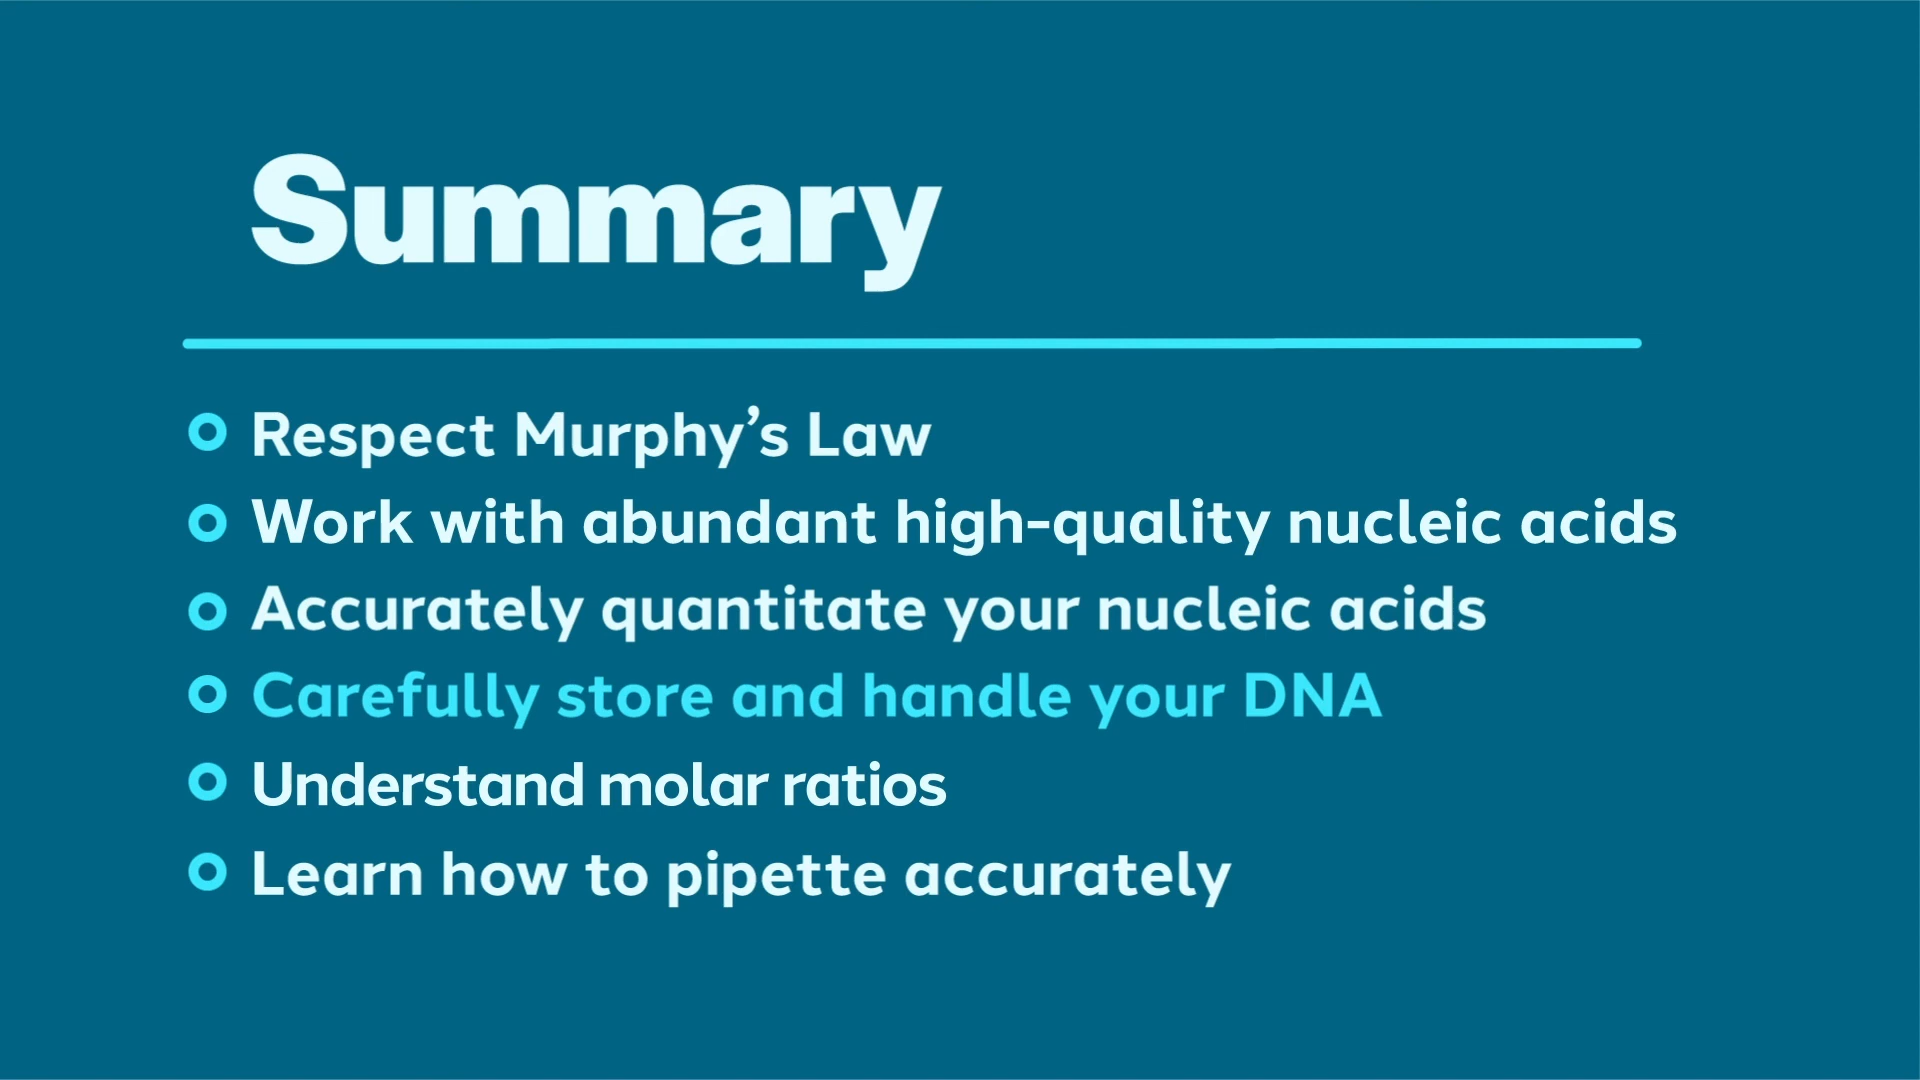 Summary
Respect Murphy’s Law
Work with abundant high-quality nucleic acids
Accurately quantitate your nucleic acids
Carefully store and handle your DNA
Understand molar ratios
Learn how to pipette accurately